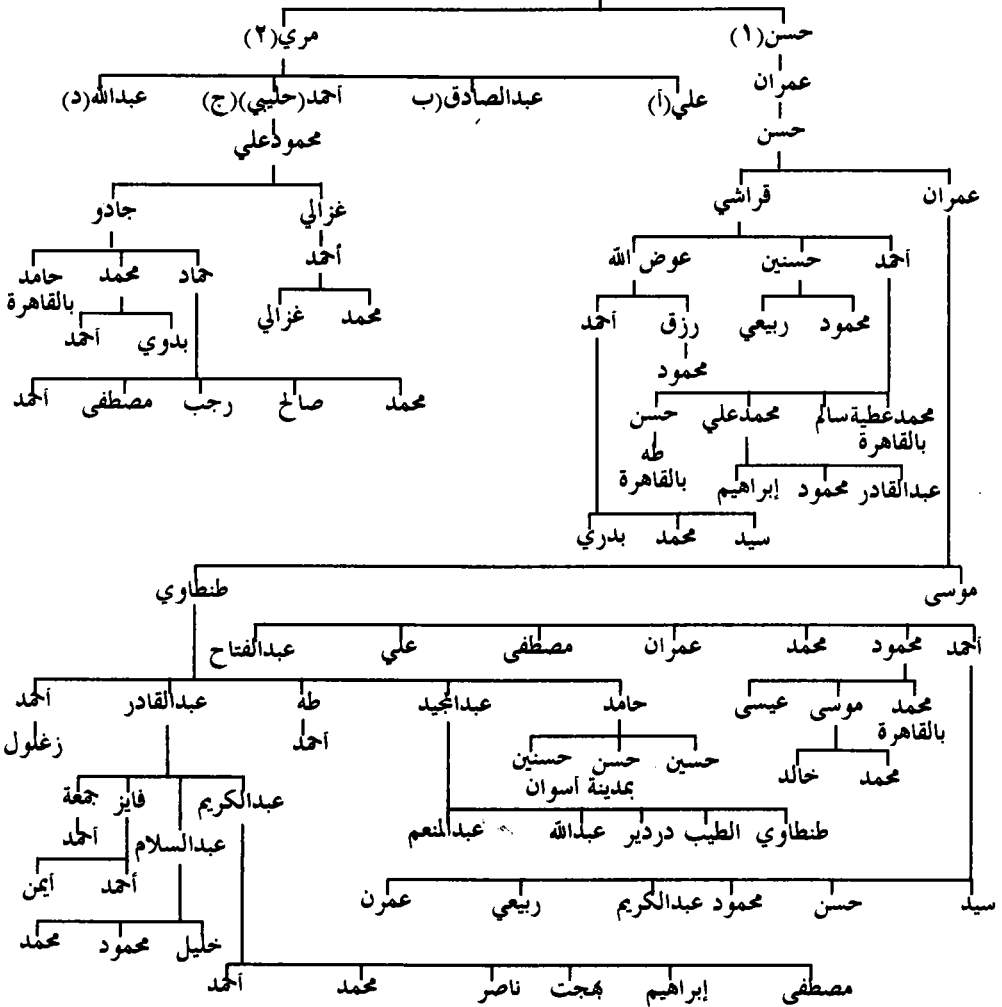 حسن(١) مري(٢)
عمران
علي(أ) عبدالصادق(ب أحمد(حليبي)(ج) عبدالله(د)
حسن
محمودعلي
عمران قراشي
غزالي جادو
أحمد حسنين عوض الله
أحمد
حماد محمد حامد
بالقاهرة
محمود ربيعي رزق أحمد
محمد غزالي
بدوي أحمد
محمود
محمد صالح رجب مصطفى أحمد
محمدعطية سالم محمدعلي حسن
بالقاهرة
طه
بالقاهرة
عبدالقادر محمود إبراهيم
سيد محمد بدري
موسى طنطاوي
أحمد محمود محمد عمران مصطفى علي عبدالفتاح
محمد موسى عيسى
بالقاهرة
حامد عبدالمجيد طه عبدالقادر أحمد
أحمد زغلول
محمد خالد
حسين حسن حسنين
بمدينة أسوان
عبدالكريم فايز جمعة
طنطاوي الطيب دردير عبدالله عبدالمنعم
عبدالسلام أحمد
أحمد أيمن
سيد حسن محمود عبدالكريم ربيعي عمرن
خليل محمود محمد
مصطفى إبراهيم بهجت ناصر محمد أحمد